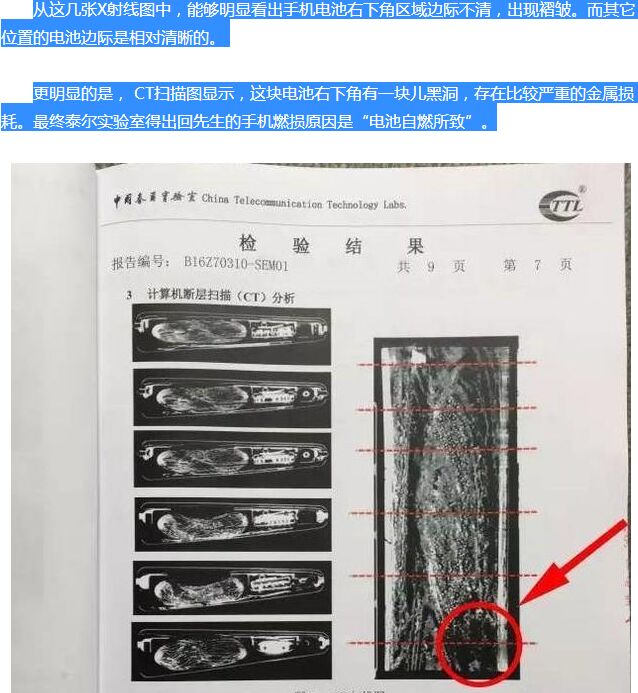 从这几张X射线图中，能够明显看出手机电池右下角区域边际不清，出现褶皱。而其它
位置的电池边际是相对清晰的。
更明显的是， CT扫描图显示，这块电池右下角有一块儿黑洞，存在比较严重的金属损
耗。最终泰尔实验室得出回先生的手机燃损原因是“电池自燃所致”。
中国泰尔实验室 China Telecommunication Technology Labs.
CTTL®
检 验 结 果
报告编号： B16Z70310-SEM01 共 9 页 第 7 页
3 计算机断层扫描（CT）分析